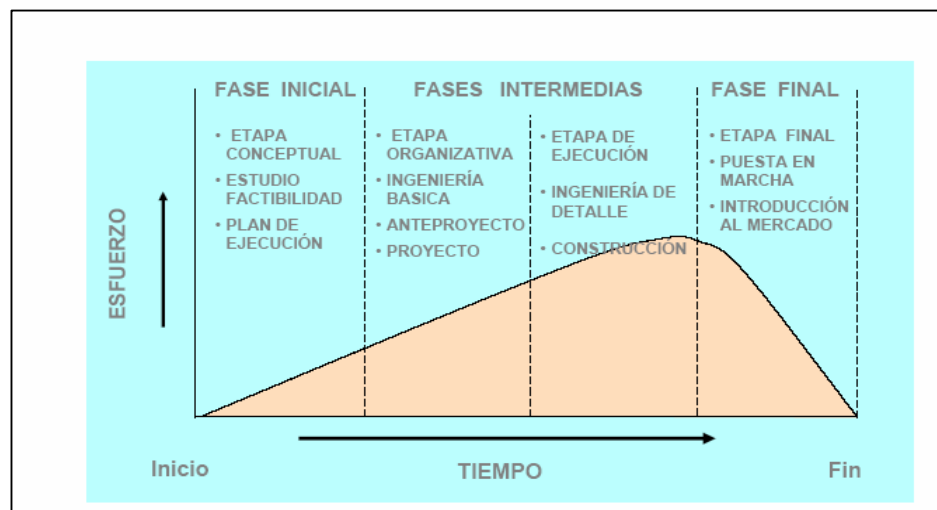 FASE INICIAL
• ETAPA
CONCEPTUAL
• ESTUDIO
FACTIBILIDAD
• PLAN DE
EJECUCIÓN
FASES INTERMEDIAS
• ETAPA
ORGANIZATIVA
• INGENIERÍA
BASICA
• ANTEPROYECTO
• PROYECTO
• ETAPA DE
EJECUCIÓN
• INGENIERÍA DE
DETALLE
• CONSTRUCCIÓN
FASE FINAL
• ETAPA FINAL
• PUESTA EN
MARCHA
• INTRODUCCIÓN
AL MERCADO
ESFUERZO
Inicio
TIEMPO
Fin